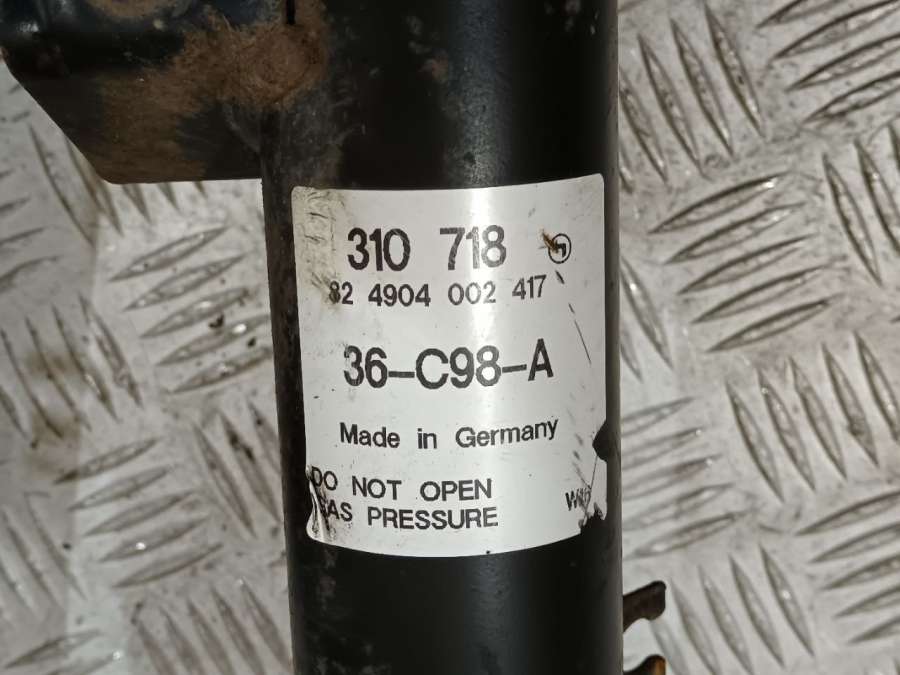 310 718
82 4904 002 417
36-C98-A
Made in Germany
DO NOT OPEN
GAS PRESSURE